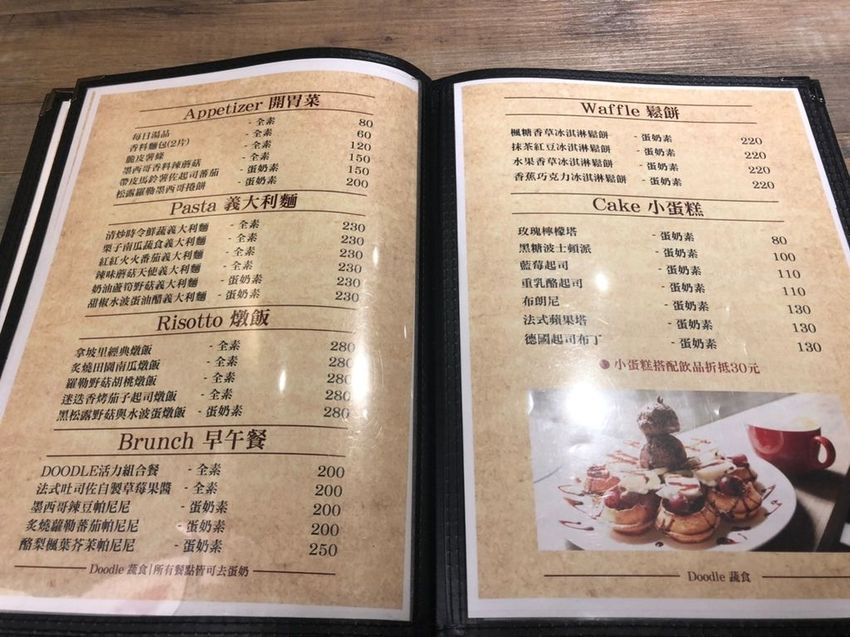 Appetizer 開胃菜
每日湯品 - 全素 80
香料麵包(2片) - 全素 60
脆皮薯條 - 全素 120
墨西哥香料辣蘑菇 - 全素 150
帶皮馬鈴薯佐起司蕃茄 - 蛋奶素 150
松露羅勒墨西哥捲餅 - 蛋奶素 200
Pasta 義大利麵
清炒時令鮮蔬義大利麵 - 全素 230
栗子南瓜蔬食義大利麵 - 全素 230
紅紅火火番茄義大利麵 - 全素 230
辣味蘑菇天使義大利麵 - 全素 230
奶油蘆筍野菇義大利麵 - 蛋奶素 230
甜椒水波蛋油醋義大利麵 - 蛋奶素 230
Risotto 燉飯
拿坡里經典燉飯 - 全素 280
炙燒田園南瓜燉飯 - 全素 280
羅勒野菇胡桃燉飯 - 全素 280
迷迭香烤茄子起司燉飯 - 全素 280
黑松露野菇與水波蛋燉飯 - 蛋奶素 280
Brunch 早午餐
DOODLE活力組合餐 - 全素 200
法式吐司佐自製草莓果醬 - 全素 200
墨西哥辣豆帕尼尼 - 蛋奶素 200
炙燒羅勒蕃茄帕尼尼 - 蛋奶素 200
酪梨楓葉芥茉帕尼尼 - 蛋奶素 250
Doodle 蔬食|所有餐點皆可去蛋奶
Waffle 鬆餅
楓糖香草冰淇淋鬆餅 - 蛋奶素 220
抹茶紅豆冰淇淋鬆餅 - 蛋奶素 220
水果香草冰淇淋鬆餅 - 蛋奶素 220
香蕉巧克力冰淇淋鬆餅 - 蛋奶素 220
Cake 小蛋糕
玫瑰檸檬塔 - 蛋奶素 80
黑糖波士頓派 - 蛋奶素 100
藍莓起司 - 蛋奶素 110
重乳酪起司 - 蛋奶素 110
布朗尼 - 蛋奶素 130
法式蘋果塔 - 蛋奶素 130
德國起司布丁 - 蛋奶素 130
小蛋糕搭配飲品折抵30元
Doodle 蔬食